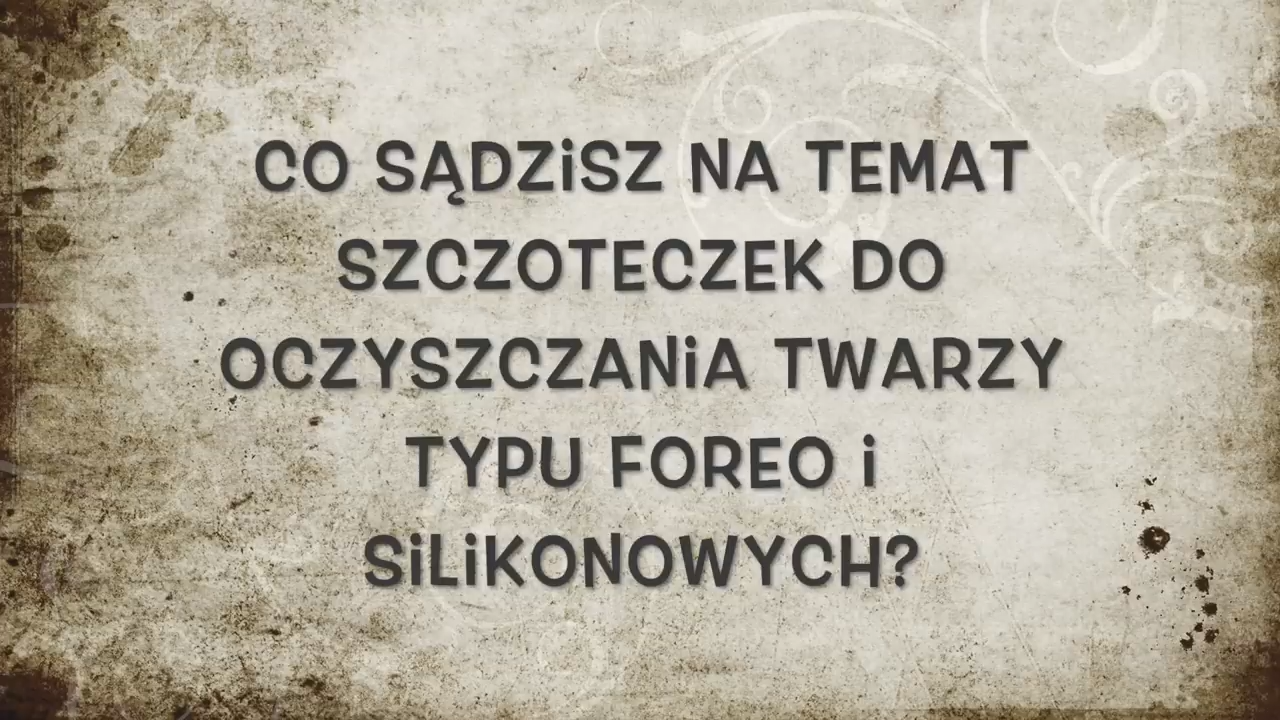 CO SĄDZiSZ NA TEMAT
SZCZOTECZEK DO
OCZYSZCZANiA TWARZY
TYPU FOREO i
SiLiKONOWYCH?